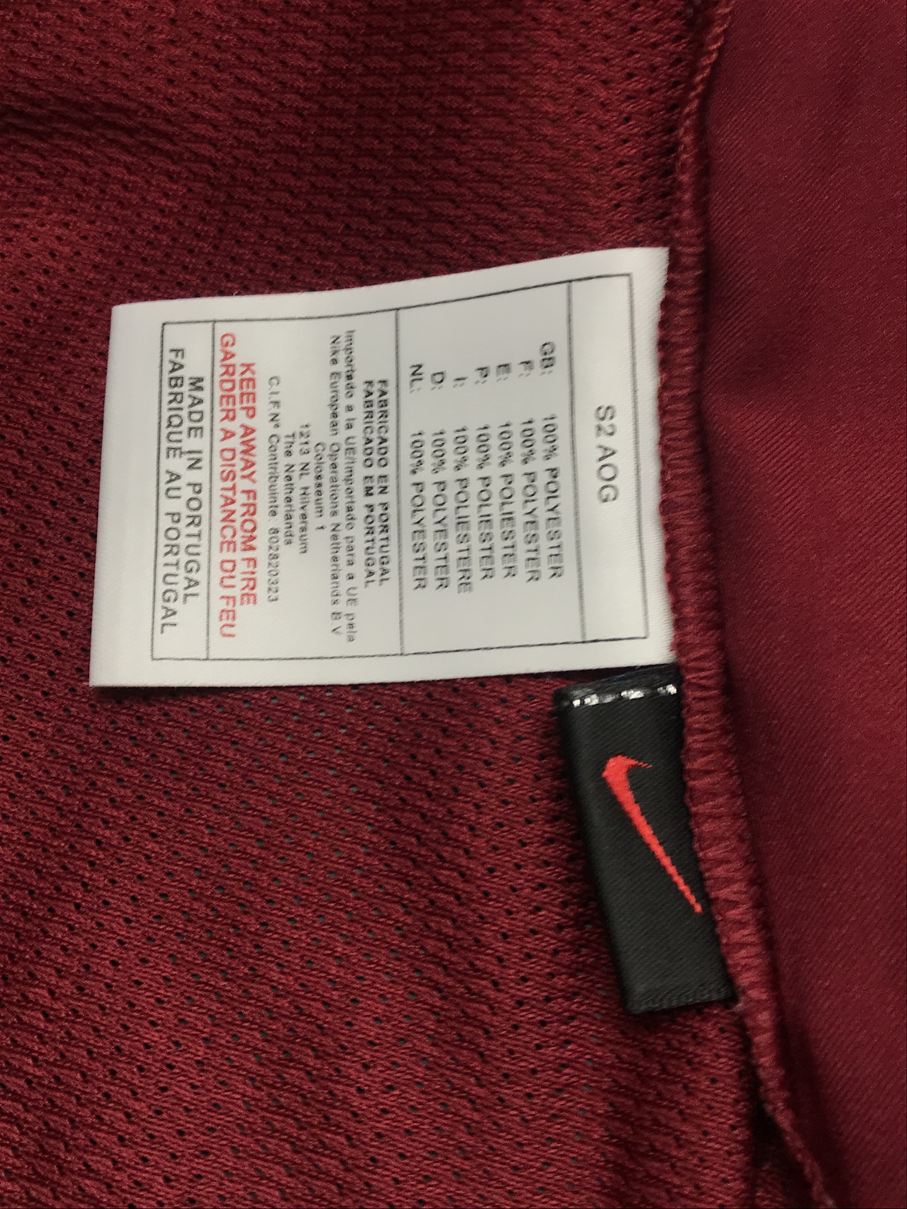 S2 AOG
GB: 100% POLYESTER
F: 100% POLYESTER
E: 100% POLIESTER
P: 100% POLIESTER
I: 100% POLIESTERE
D: 100% POLYESTER
NL: 100% POLYESTER
FABRICADO EN PORTUGAL
FABRICADO EM PORTUGAL
Importado a la UE/Importado para a UE pela
Nike European Operations Netherlands B.V
Colosseum 1
1213 NL Hilversum
The Netherlands
C.I.F.Nº Contribuinte. 802820323
KEEP AWAY FROM FIRE
GARDER A DISTANCE DU FEU
MADE IN PORTUGAL
FABRIQUÉ AU PORTUGAL